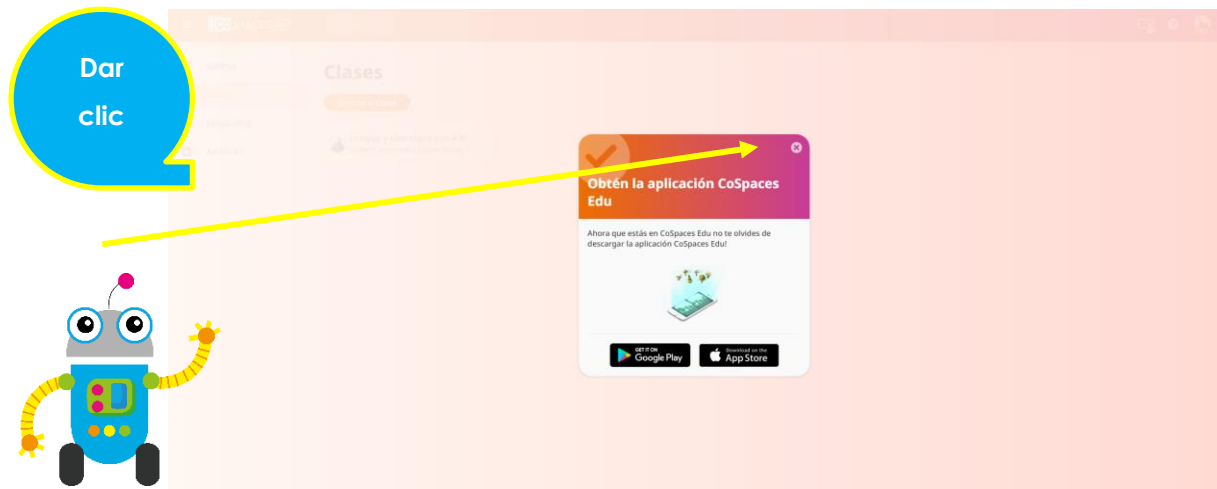 Dar
clic
Clases
Obtén la aplicación CoSpaces
Edu
Ahora que estás en CoSpaces Edu no te olvides de
descargar la aplicación CoSpaces Edu!
GET IT ON
Google Play
Download on the
App Store